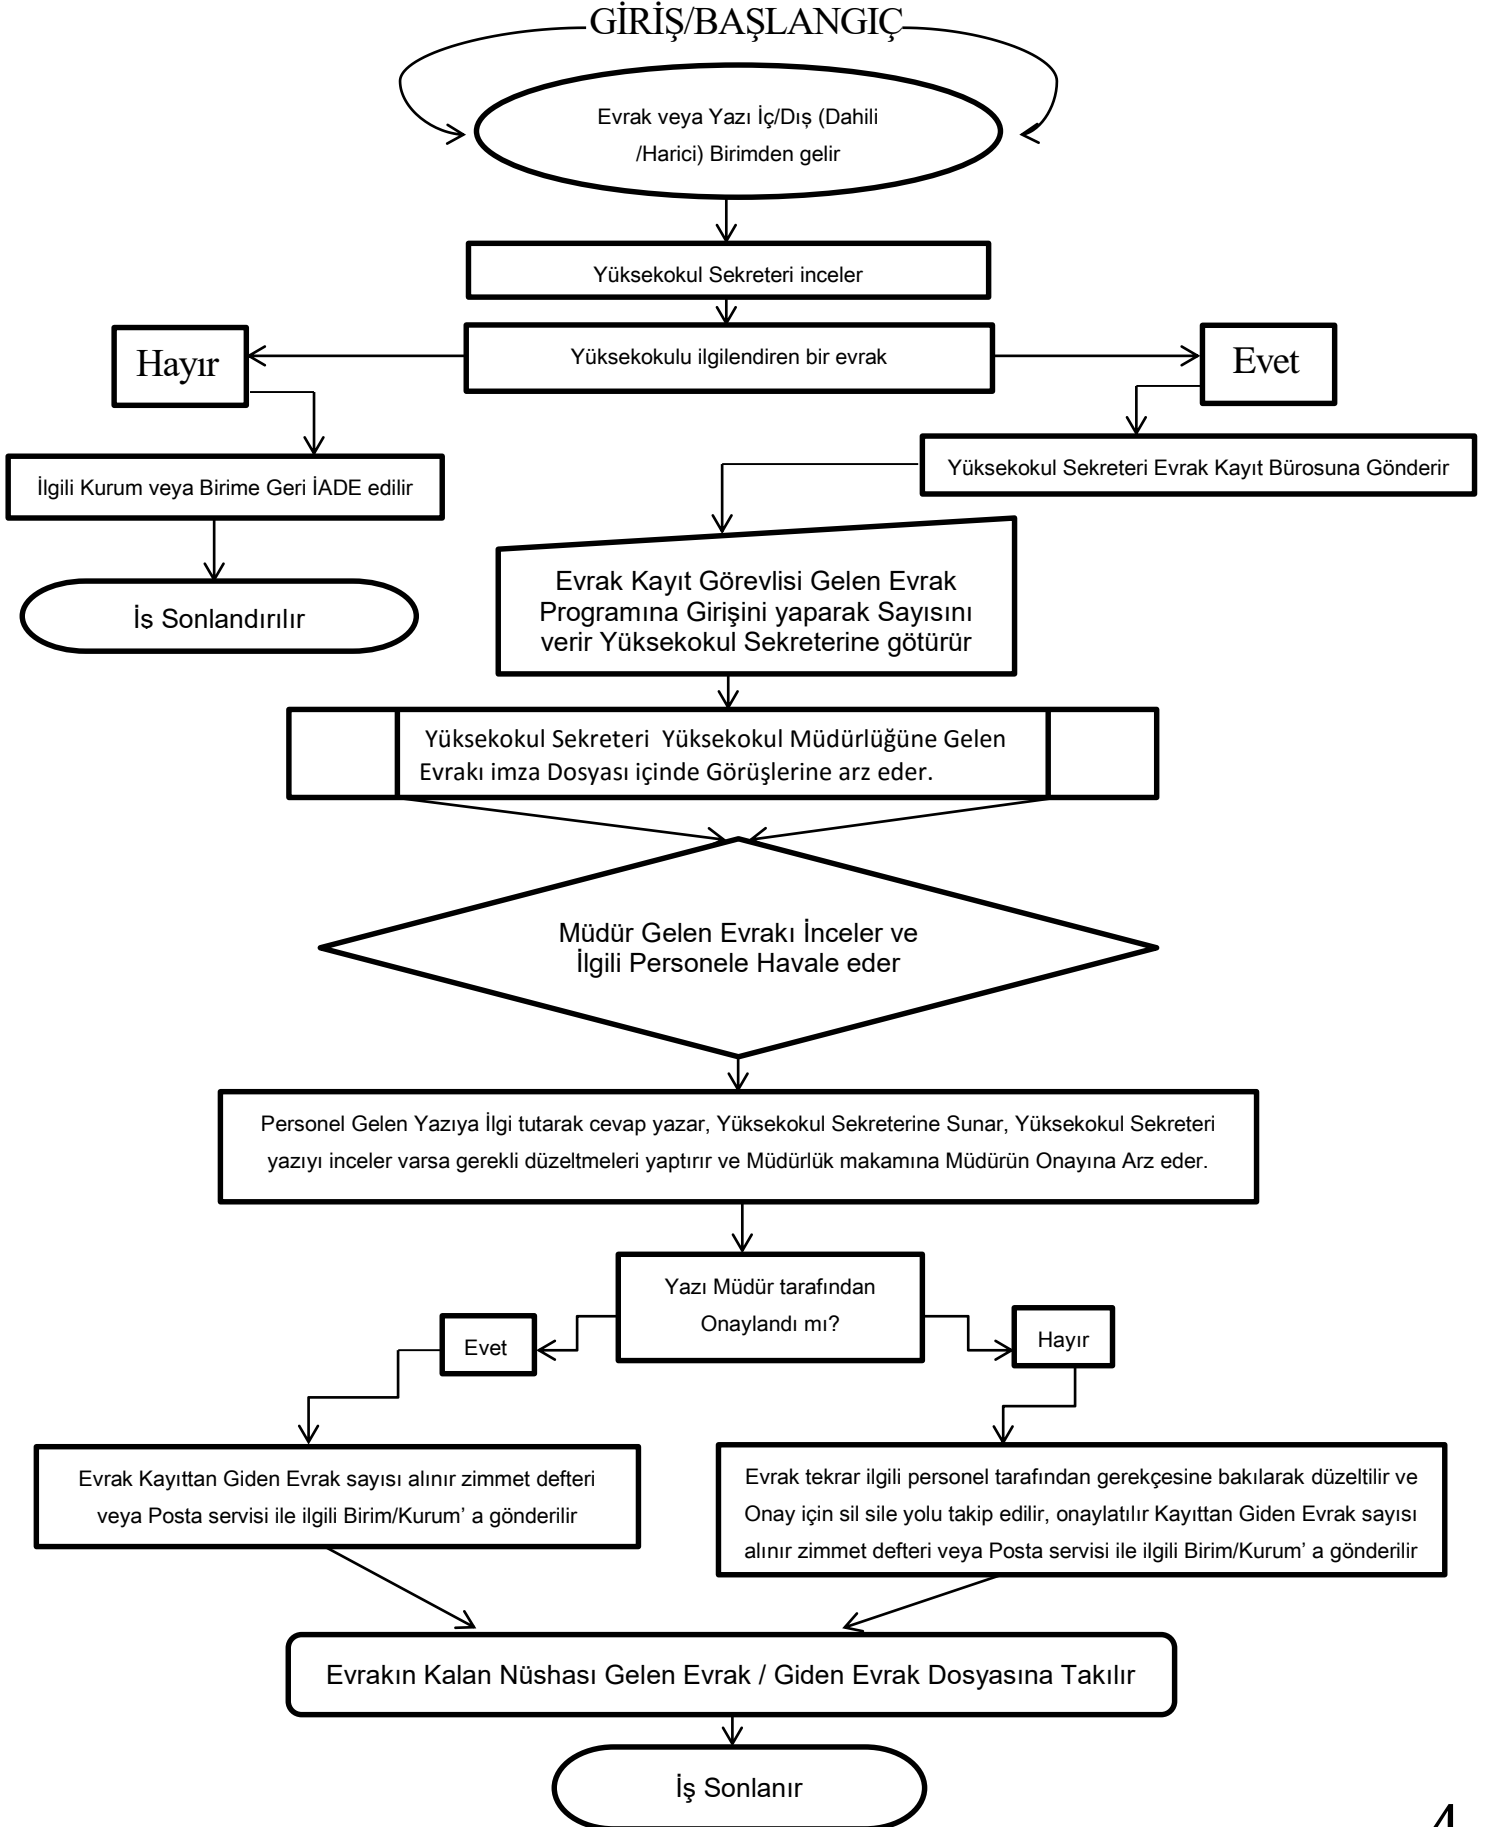 GİRİŞ/BAŞLANGIÇ
Evrak veya Yazı İç/Dış (Dahili
/Harici) Birimden gelir
Yüksekokul Sekreteri inceler
Hayır
Yüksekokulu ilgilendiren bir evrak
Evet
İlgili Kurum veya Birime Geri İADE edilir
Yüksekokul Sekreteri Evrak Kayıt Bürosuna Gönderir
İs Sonlandırılır
Evrak Kayıt Görevlisi Gelen Evrak
Programına Girişini yaparak Sayısını
verir Yüksekokul Sekreterine götürür
Yüksekokul Sekreteri  Yüksekokul Müdürlüğüne Gelen
Evrakı imza Dosyası içinde Görüşlerine arz eder.
Müdür Gelen Evrakı İnceler ve
İlgili Personele Havale eder
Personel Gelen Yazıya İlgi tutarak cevap yazar, Yüksekokul Sekreterine Sunar, Yüksekokul Sekreteri
yazıyı inceler varsa gerekli düzeltmeleri yaptırır ve Müdürlük makamına Müdürün Onayına Arz eder.
Yazı Müdür tarafından
Onaylandı mı?
Evet
Hayır
Evrak Kayıttan Giden Evrak sayısı alınır zimmet defteri
veya Posta servisi ile ilgili Birim/Kurum’ a gönderilir
Evrak tekrar ilgili personel tarafından gerekçesine bakılarak düzeltilir ve
Onay için sil sile yolu takip edilir, onaylatılır Kayıttan Giden Evrak sayısı
alınır zimmet defteri veya Posta servisi ile ilgili Birim/Kurum’ a gönderilir
Evrakın Kalan Nüshası Gelen Evrak / Giden Evrak Dosyasına Takılır
İş Sonlanır
4